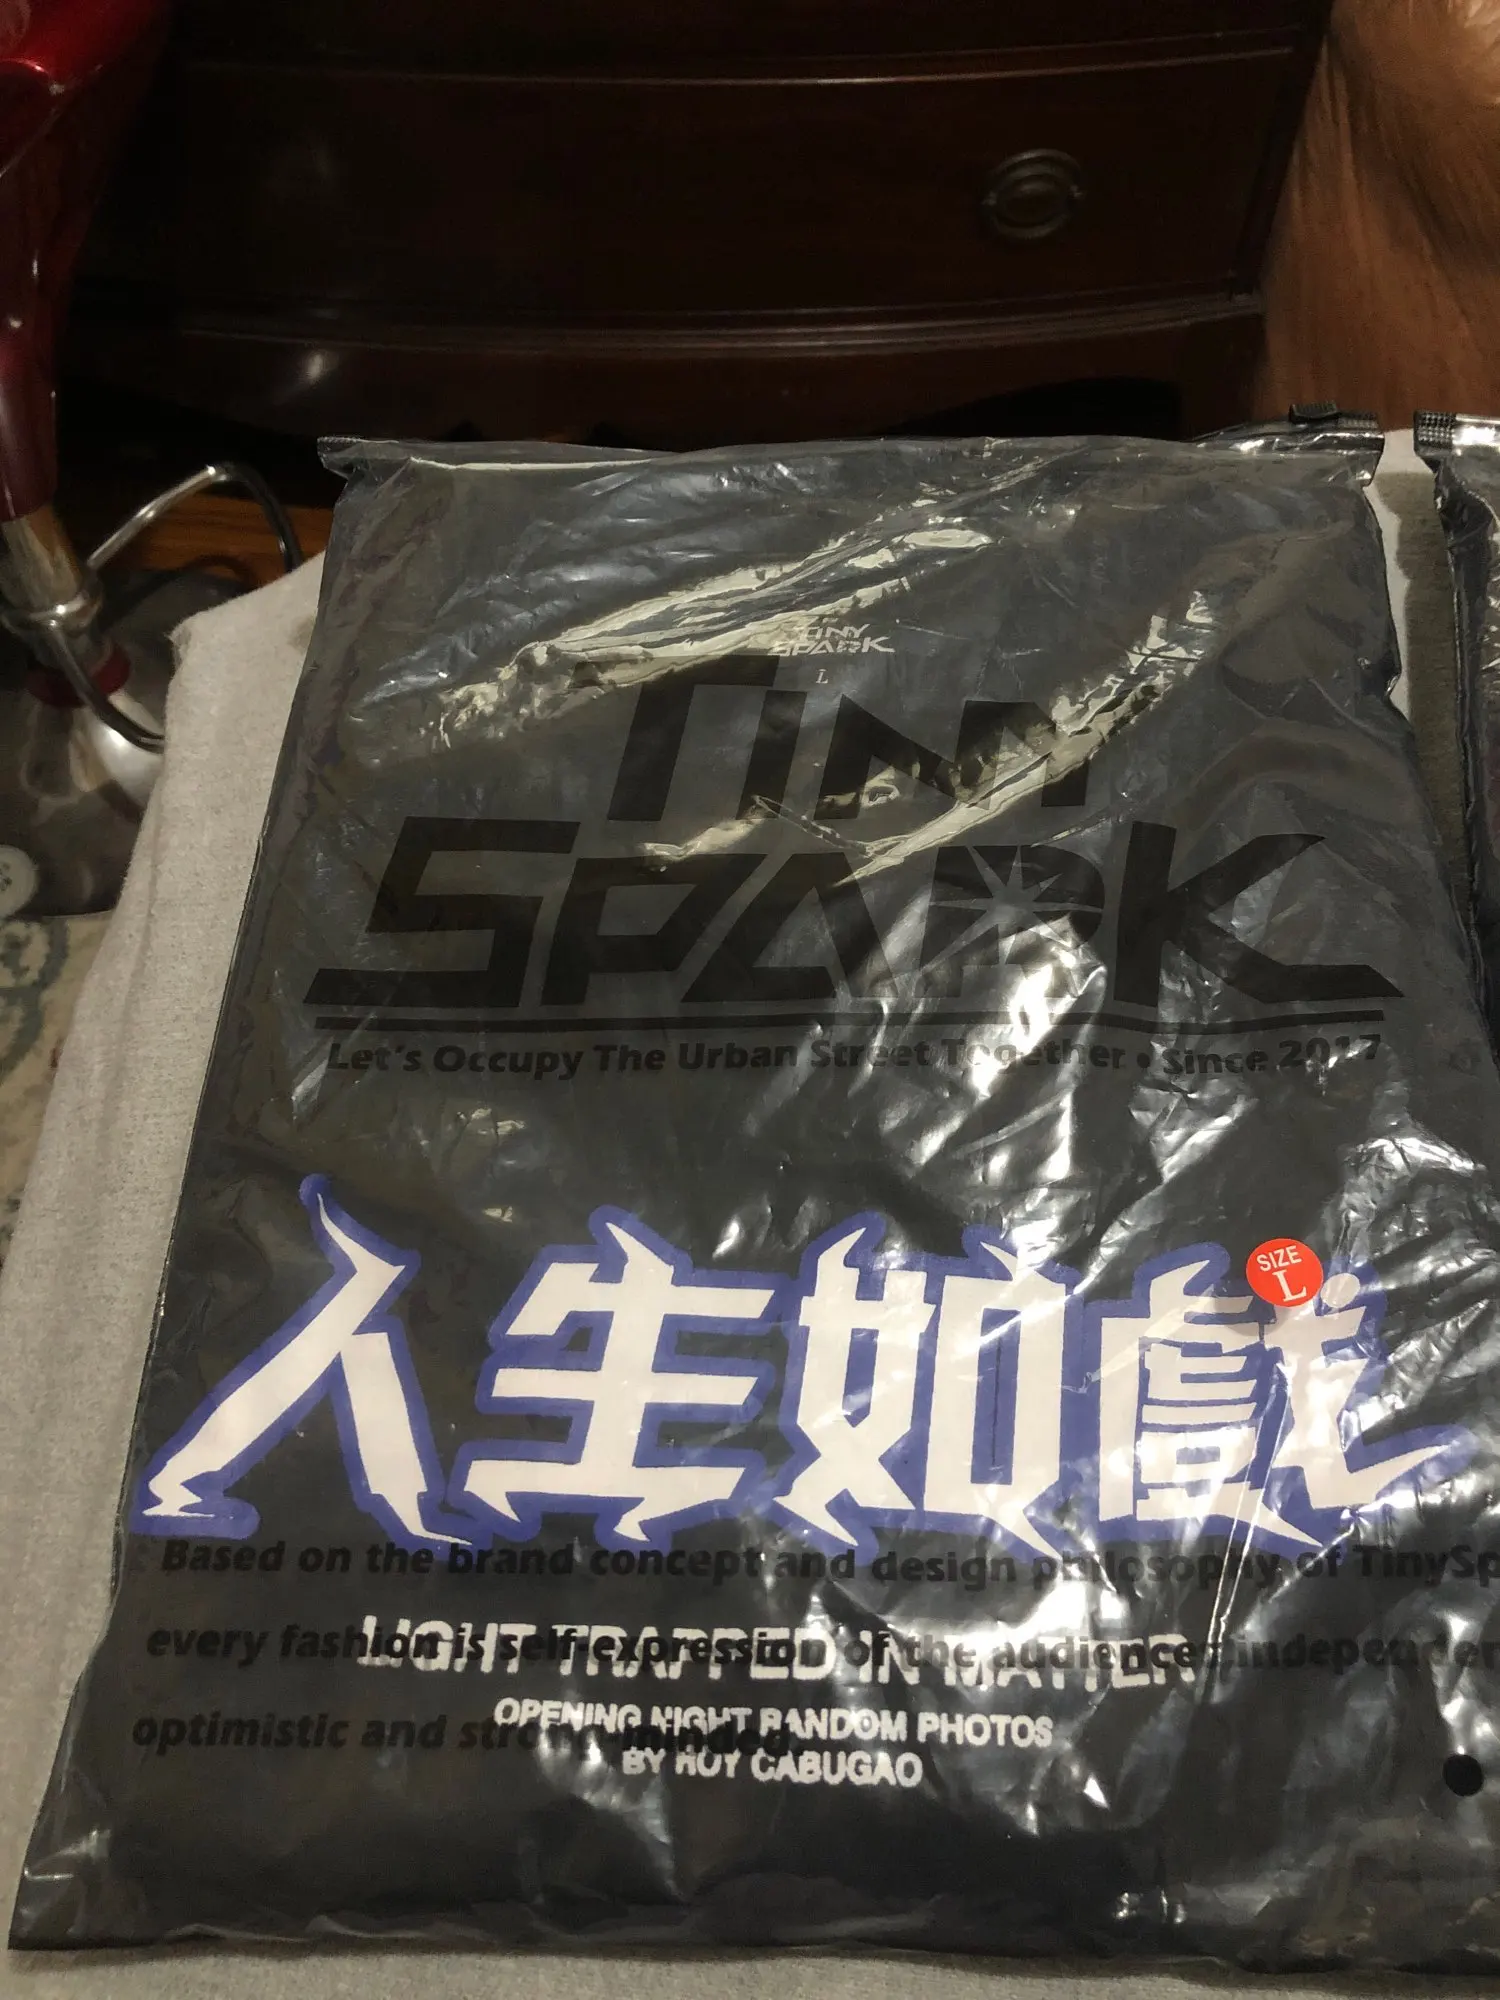 TINY
SPARK
L
TINY
SPARK
Let's Occupy The Urban Street Together • Since 2017
SIZE
L
人生如戲
Based on the brand concept and design philosophy of TinySp
every fashion is self-expression of the audience
LIGHT TRAPPED IN MATTER
optimistic and strong-minded
OPENING NIGHT RANDOM PHOTOS
BY ROY CABUGAO